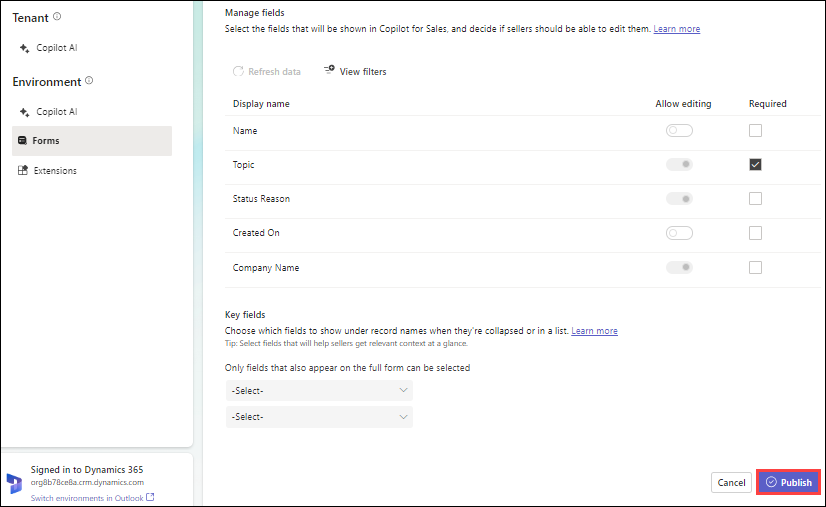 Tenant
Copilot AI
Environment
Copilot AI
Forms
Extensions
Signed in to Dynamics 365
org8b78ce8a.crm.dynamics.com
Switch environments in Outlook
Manage fields
Select the fields that will be shown in Copilot for Sales, and decide if sellers should be able to edit them. Learn more
Refresh data View filters
Display name Allow editing Required
Name
Topic
Status Reason
Created On
Company Name
Key fields
Choose which fields to show under record names when they're collapsed or in a list. Learn more
Tip: Select fields that will help sellers get relevant context at a glance.
Only fields that also appear on the full form can be selected
-Select-
-Select-
Cancel Publish